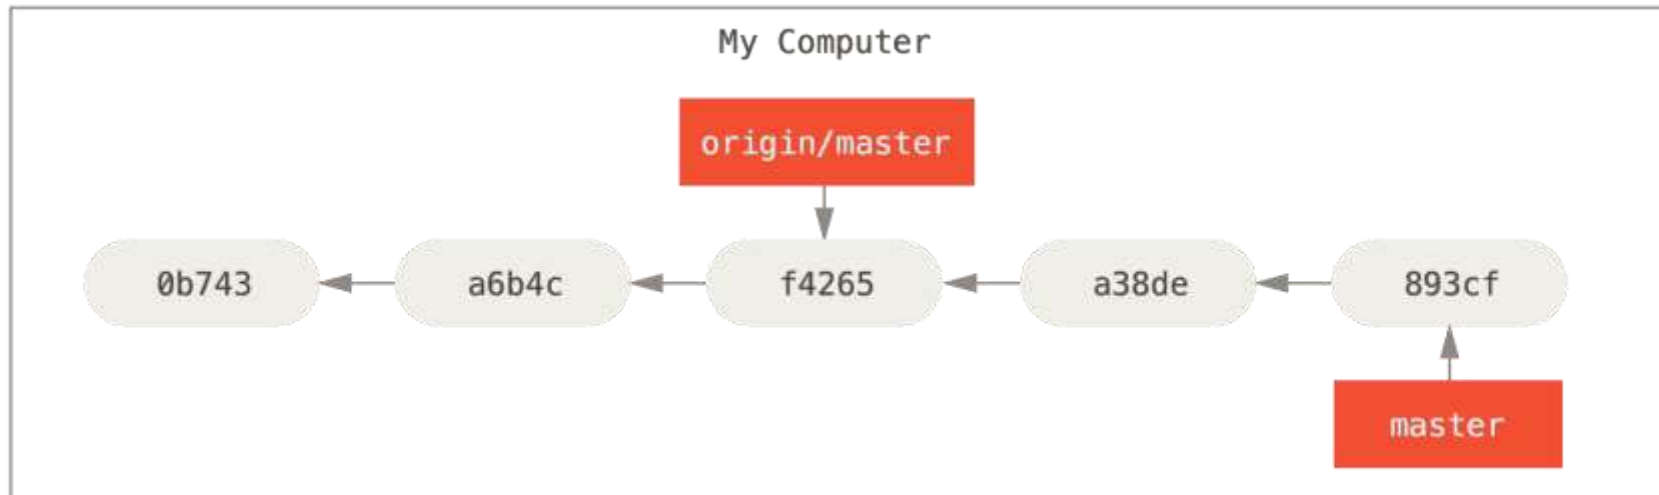 My Computer
origin/master
0b743
a6b4c
f4265
a38de
893cf
master